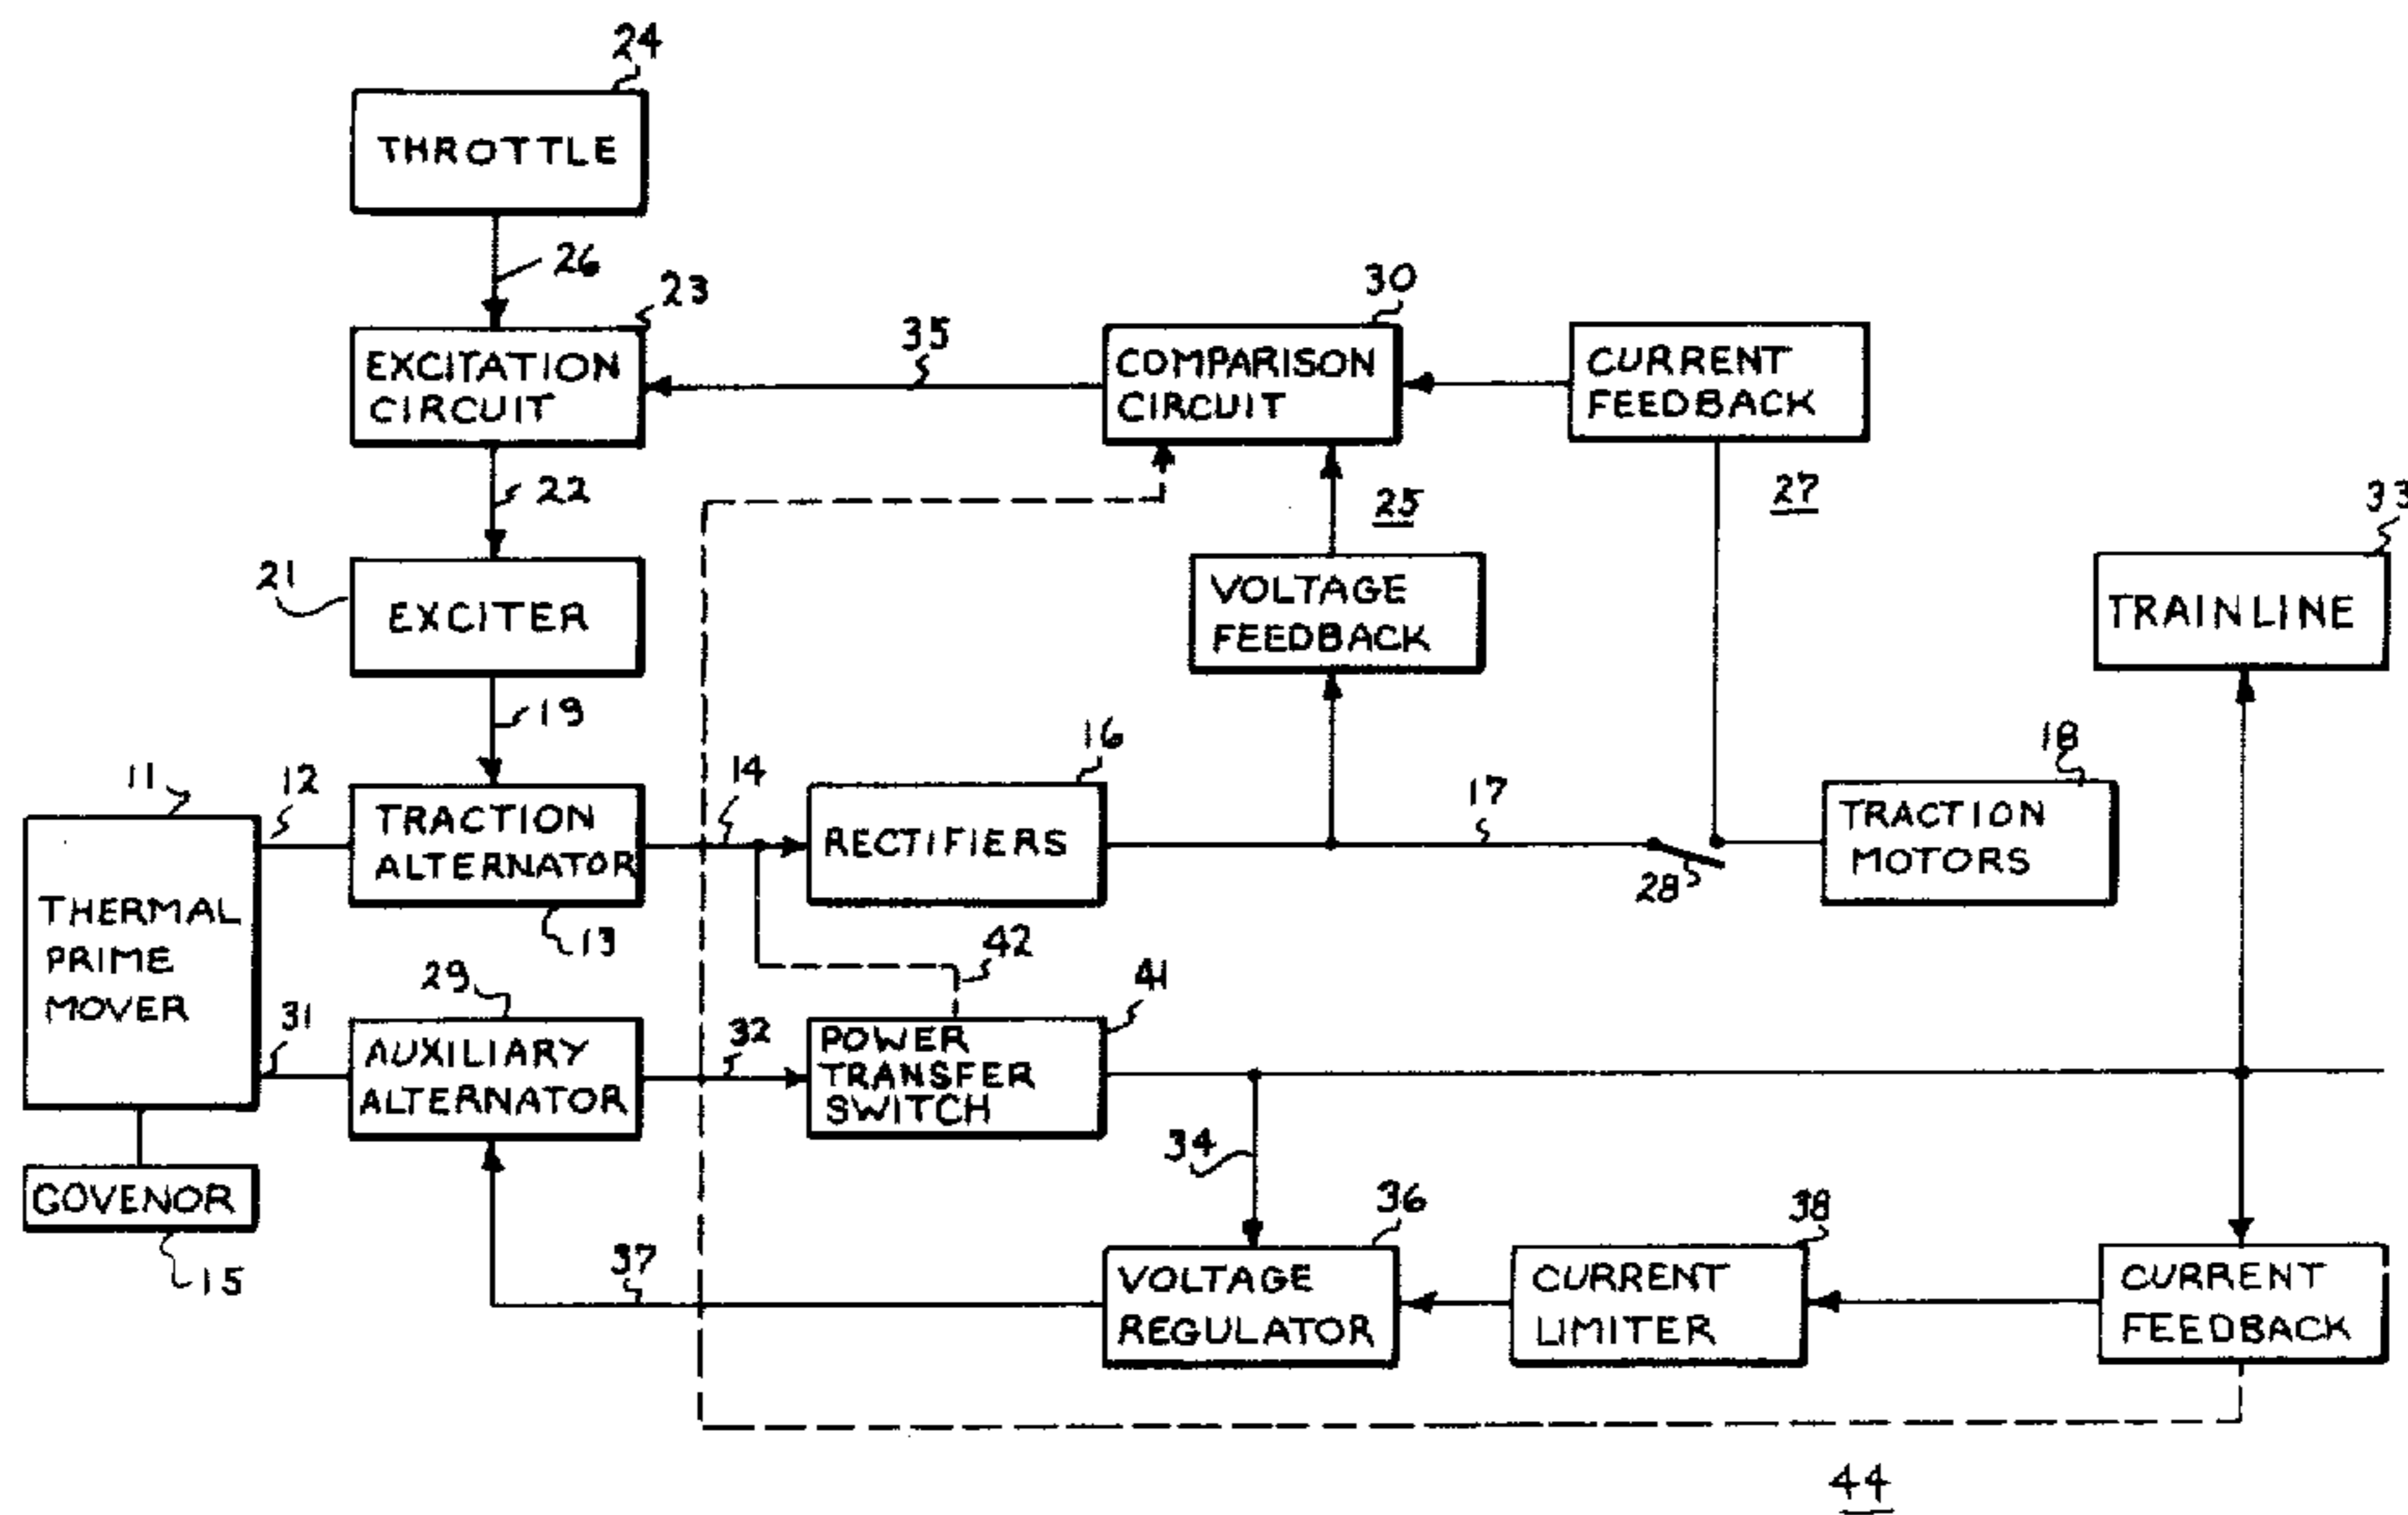 24
THROTTLE
26
23
EXCITATION
CIRCUIT
35
30
COMPARISON
CIRCUIT
CURRENT
FEEDBACK
22
25
27
33
21
EXCITER
VOLTAGE
FEEDBACK
TRAINLINE
19
11
12
TRACTION
ALTERNATOR
13
14
16
RECTIFIERS
17
28
18
TRACTION
MOTORS
THERMAL
PRIME
MOVER
31
29
AUXILIARY
ALTERNATOR
32
42
41
POWER
TRANSFER
SWITCH
34
GOVENOR
15
37
36
VOLTAGE
REGULATOR
38
CURRENT
LIMITER
CURRENT
FEEDBACK
44